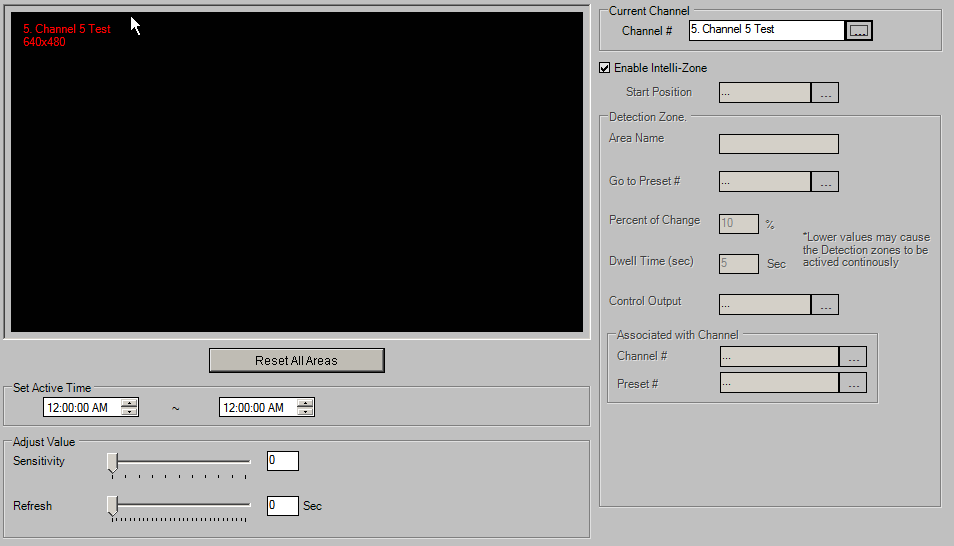 5. Channel 5 Test
640x480
Reset All Areas
Set Active Time
12:00:00 AM ~ 12:00:00 AM
Adjust Value
Sensitivity 0
Refresh 0 Sec
Current Channel
Channel # 5. Channel 5 Test ...
Enable Intelli-Zone
Start Position ... ...
Detection Zone.
Area Name
Go to Preset # ... ...
Percent of Change 10 %
*Lower values may cause
the Detection zones to be
actived continously
Dwell Time (sec) 5 Sec
Control Output ... ...
Associated with Channel
Channel # ... ...
Preset # ... ...